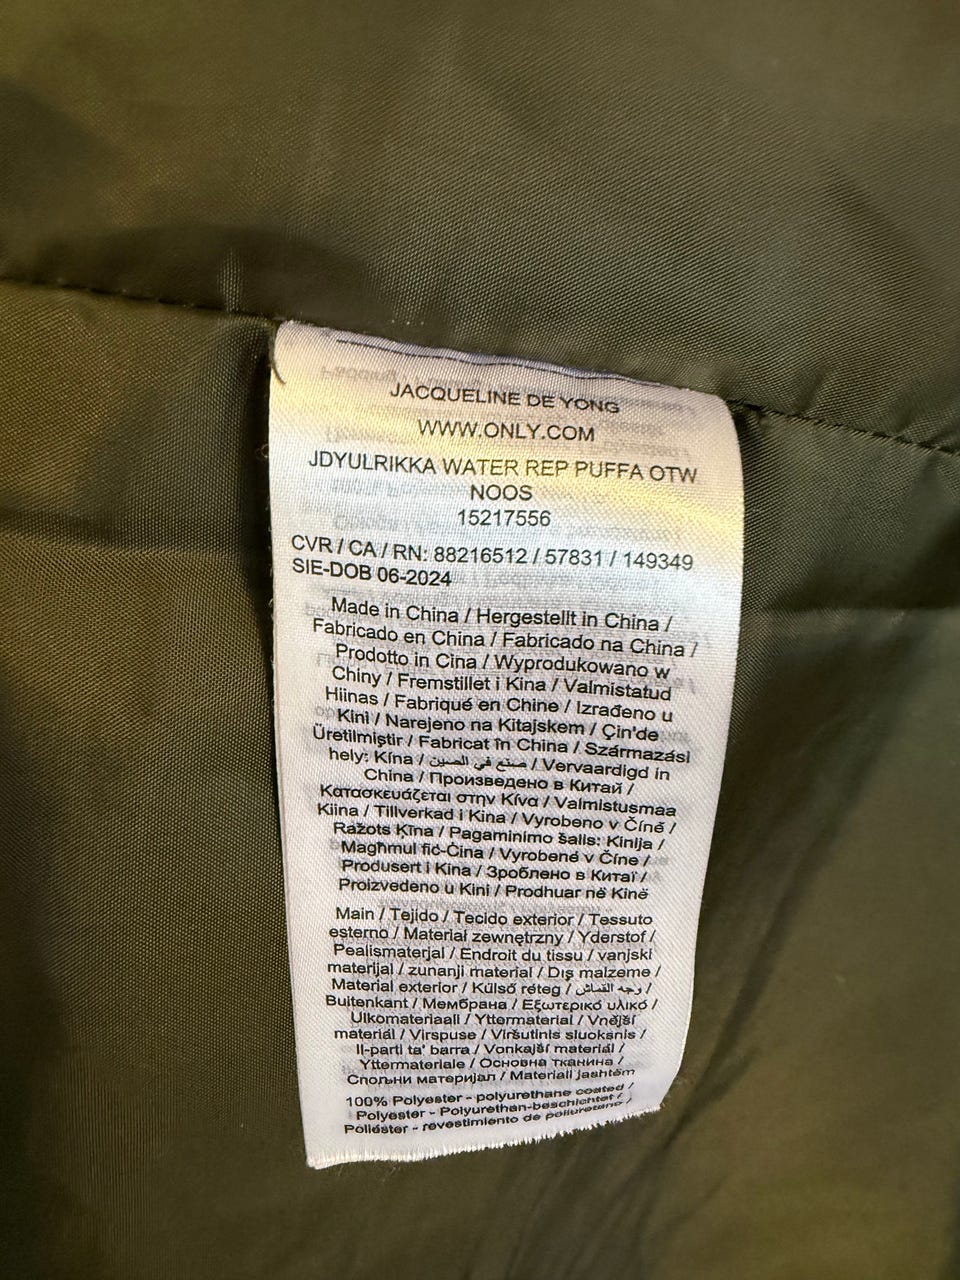 JACQUELINE DE YONG
WWW.ONLY.COM
JDYULRIKKA WATER REP PUFFA OTW
NOOS
15217556
CVR / CA / RN: 88216512 / 57831 / 149349
SIE-DOB 06-2024
Made in China / Hergestellt in China /
Fabricado en China / Fabricado na China /
Prodotto in Cina / Wyprodukowano w
Chiny / Fremstillet i Kina / Valmistatud
Hiinas / Fabriqué en Chine / Izrađeno u
Kini / Narejeno na Kitajskem / Çin'de
Üretilmiştir / Fabricat în China / Származási
hely: Kína / صنع في الصين / Vervaardigd in
China / Произведено в Китай /
Κατασκευάζεται στην Κίνα / Valmistusmaa
Kiina / Tillverkad i Kina / Vyrobeno v Číně /
Ražots Ķīna / Pagaminimo šalis: Kinija /
Magħmul fiċ-Ċina / Vyrobené v Číne /
Produsert i Kina / Зроблено в Китаї /
Proizvedeno u Kini / Prodhuar në Kinë
Main / Tejido / Tecido exterior / Tessuto
esterno / Materiał zewnętrzny / Yderstof /
Pealismaterjal / Endroit du tissu / vanjski
materijal / zunanji material / Dış malzeme /
Material exterior / Külső réteg / وجه القماش /
Buitenkant / Мембрана / Εξωτερικό υλικό /
Ulkomateriaali / Yttermaterial / Vnější
materiál / Virspuse / Viršutinis sluoksnis /
Il-parti ta' barra / Vonkajší materiál /
Yttermateriale / Основна тканина /
Спољни материјал / Materiali jashtëm
100% Polyester - polyurethane coated /
Polyester - Polyurethan-beschichtet /
Poliéster - revestimiento de poliuretano /